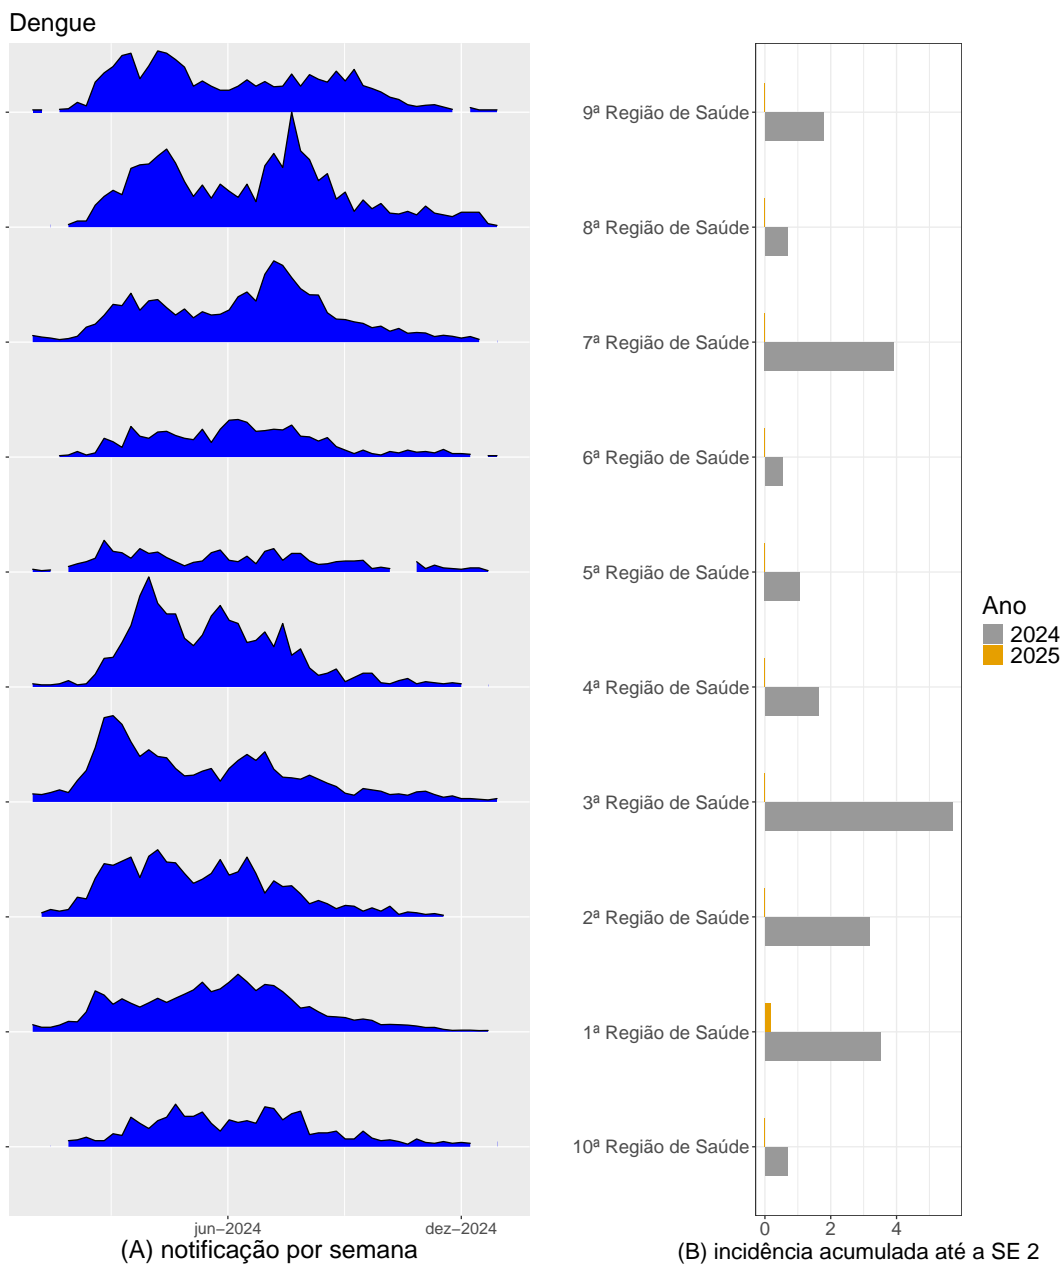 Dengue
9ª Região de Saúde
8ª Região de Saúde
7ª Região de Saúde
6ª Região de Saúde
5ª Região de Saúde
4ª Região de Saúde
3ª Região de Saúde
2ª Região de Saúde
1ª Região de Saúde
10ª Região de Saúde
Ano
2024
2025
jun−2024 dez−2024
0 2 4
(A) notificação por semana
(B) incidência acumulada até a SE 2